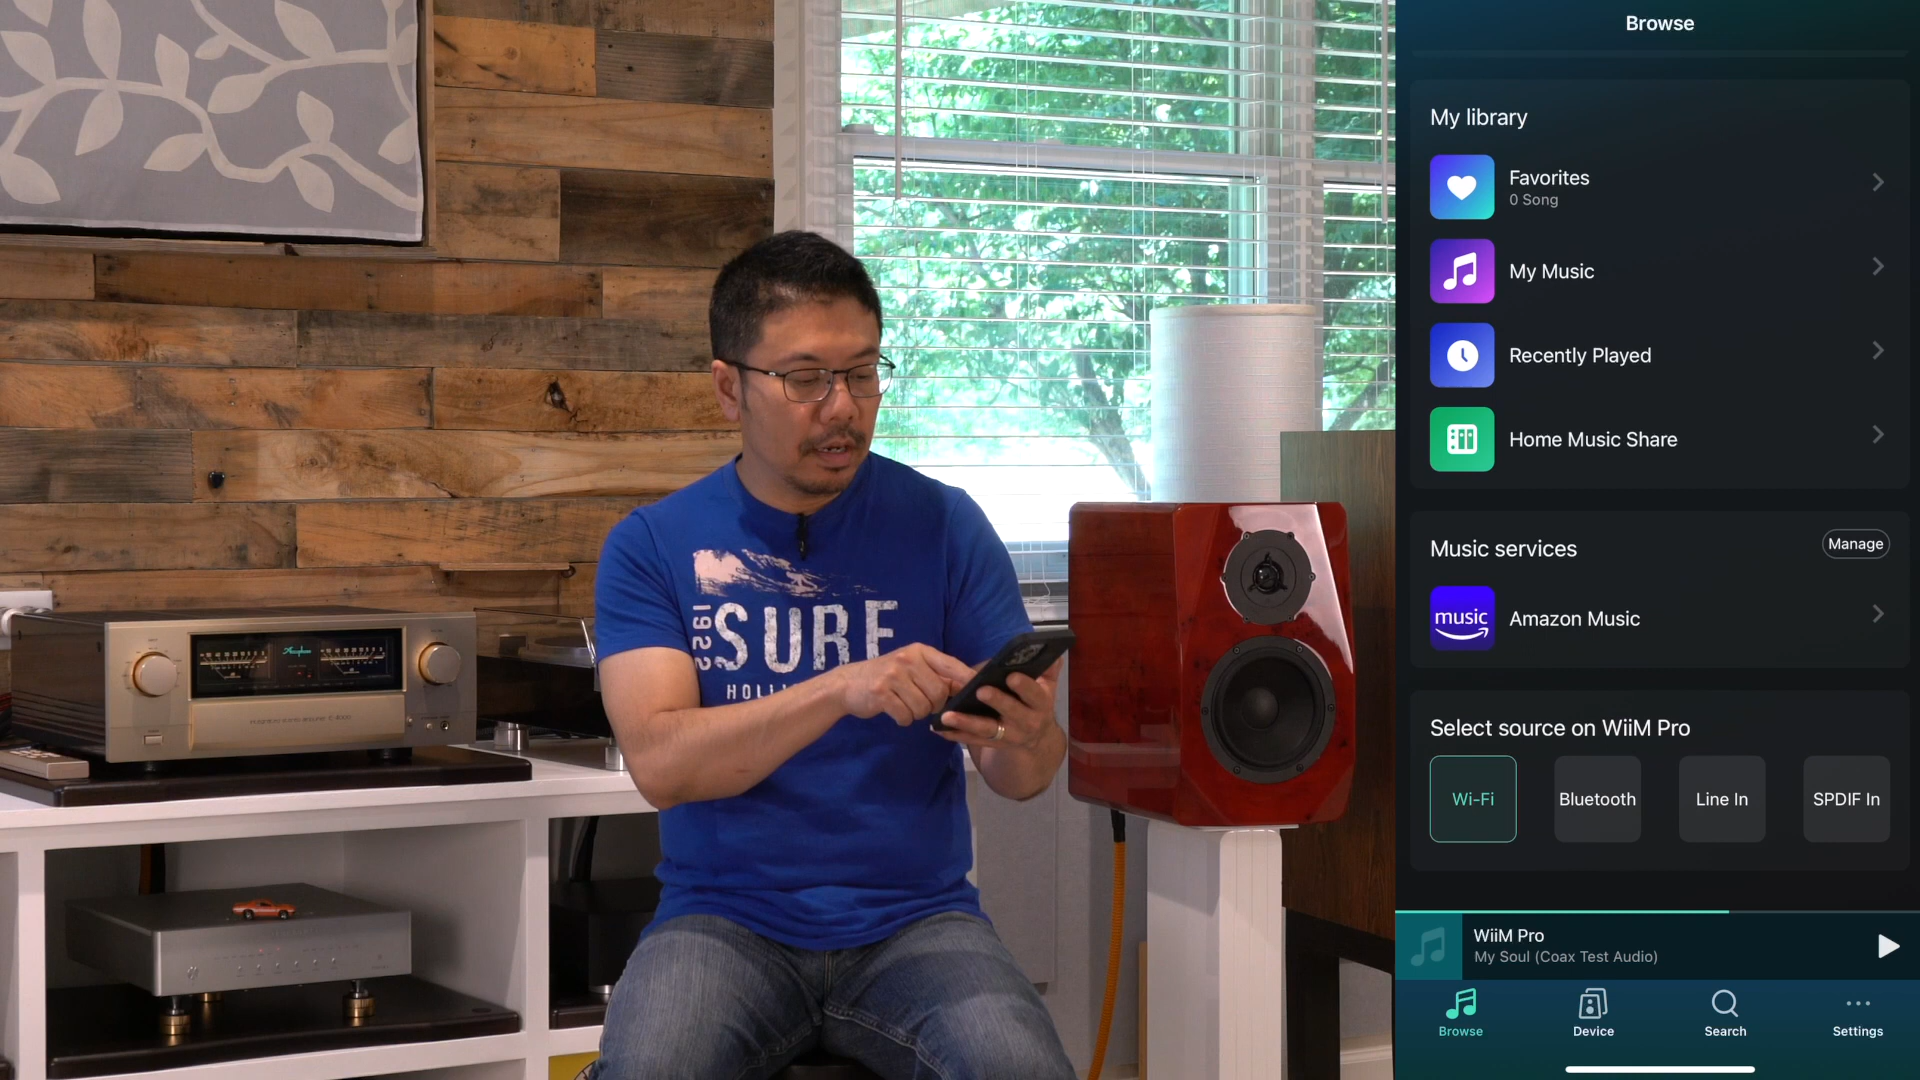 1922
SURF
Accuphase
Browse
My library
Favorites
0 Song
My Music
Recently Played
Home Music Share
Music services
Manage
music
Amazon Music
Select source on WiiM Pro
Wi-Fi
Bluetooth
Line In
SPDIF In
WiiM Pro
My Soul (Coax Test Audio)
Browse
Device
Search
Settings